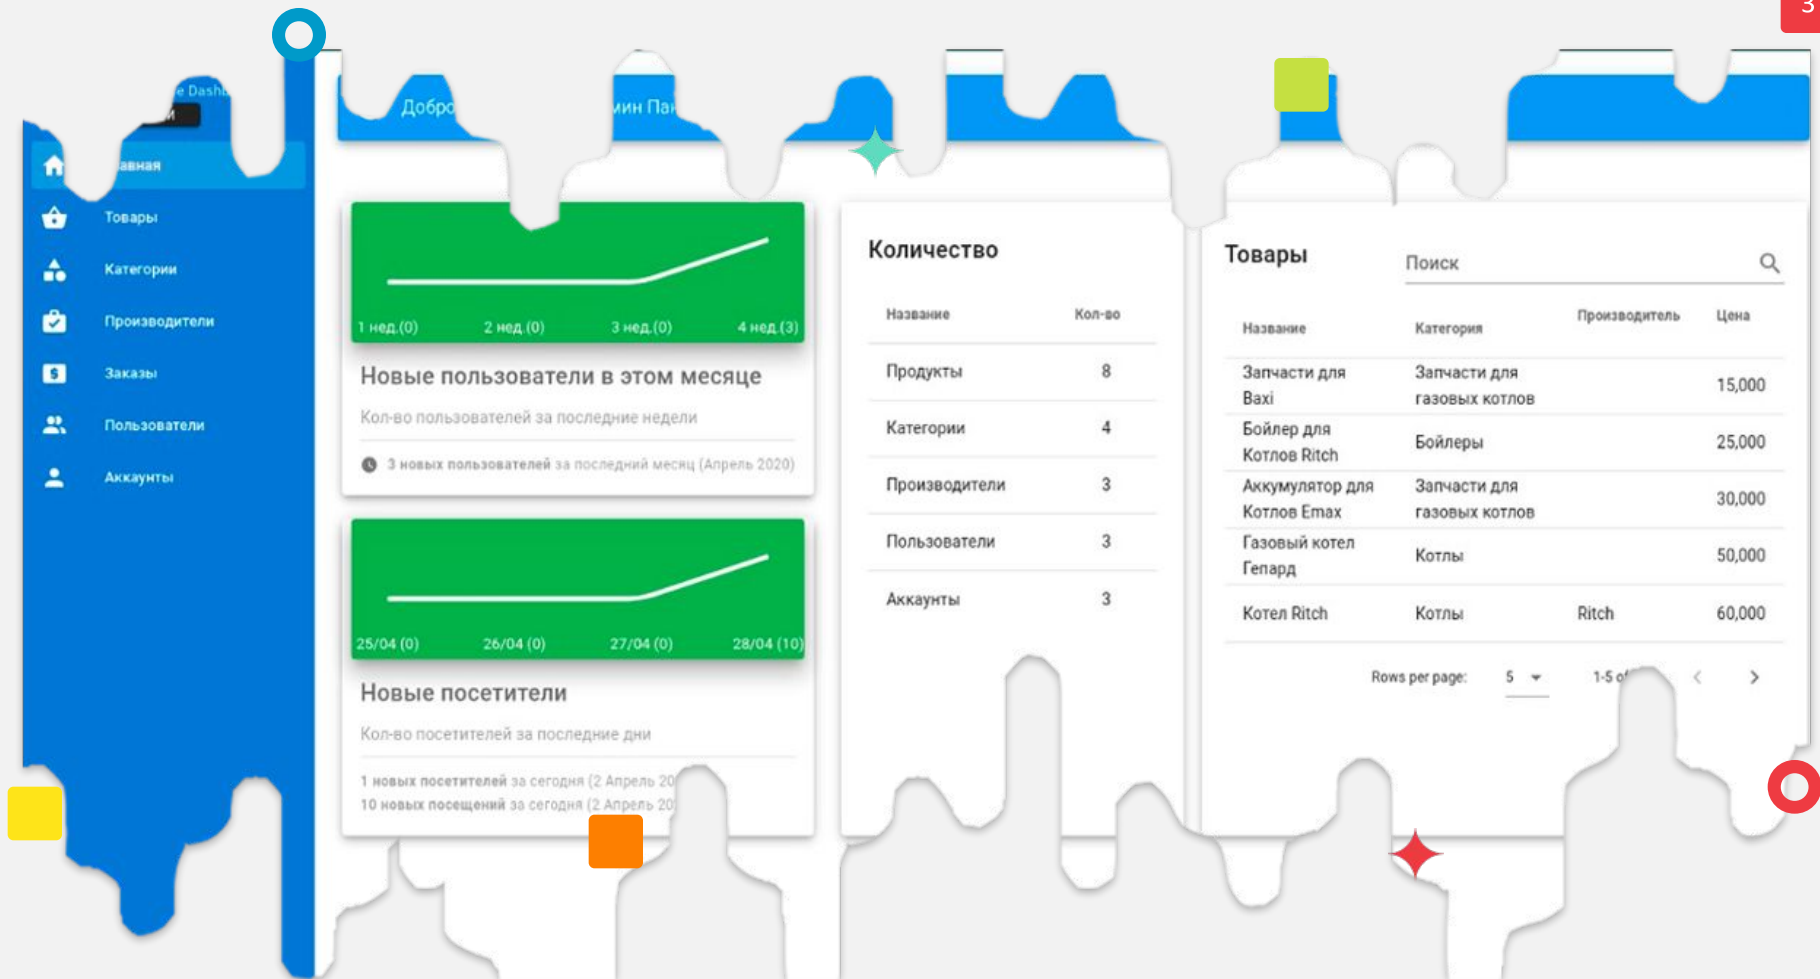 3
e Dashb
и
авная
Товары
Категории
Производители
Заказы
Пользователи
Аккаунты
Добро
мин Пан
1 нед.(0) 2 нед.(0) 3 нед.(0) 4 нед.(3)
Новые пользователи в этом месяце
Кол-во пользователей за последние недели
3 новых пользователей за последний месяц (Апрель 2020)
25/04 (0) 26/04 (0) 27/04 (0) 28/04 (10)
Новые посетители
Кол-во посетителей за последние дни
1 новых посетителей за сегодня (2 Апрель 20
10 новых посещений за сегодня (2 Апрель 20
Количество
Название Кол-во
Продукты 8
Категории 4
Производители 3
Пользователи 3
Аккаунты 3
Товары
Поиск
Название Категория Производитель Цена
Запчасти для Запчасти для
Baxi газовых котлов 15,000
Бойлер для
Котлов Ritch Бойлеры 25,000
Аккумулятор для Запчасти для
Котлов Emax газовых котлов 30,000
Газовый котел
Гепард Котлы 50,000
Котел Ritch Котлы Ritch 60,000
Rows per page: 5 1-5 of